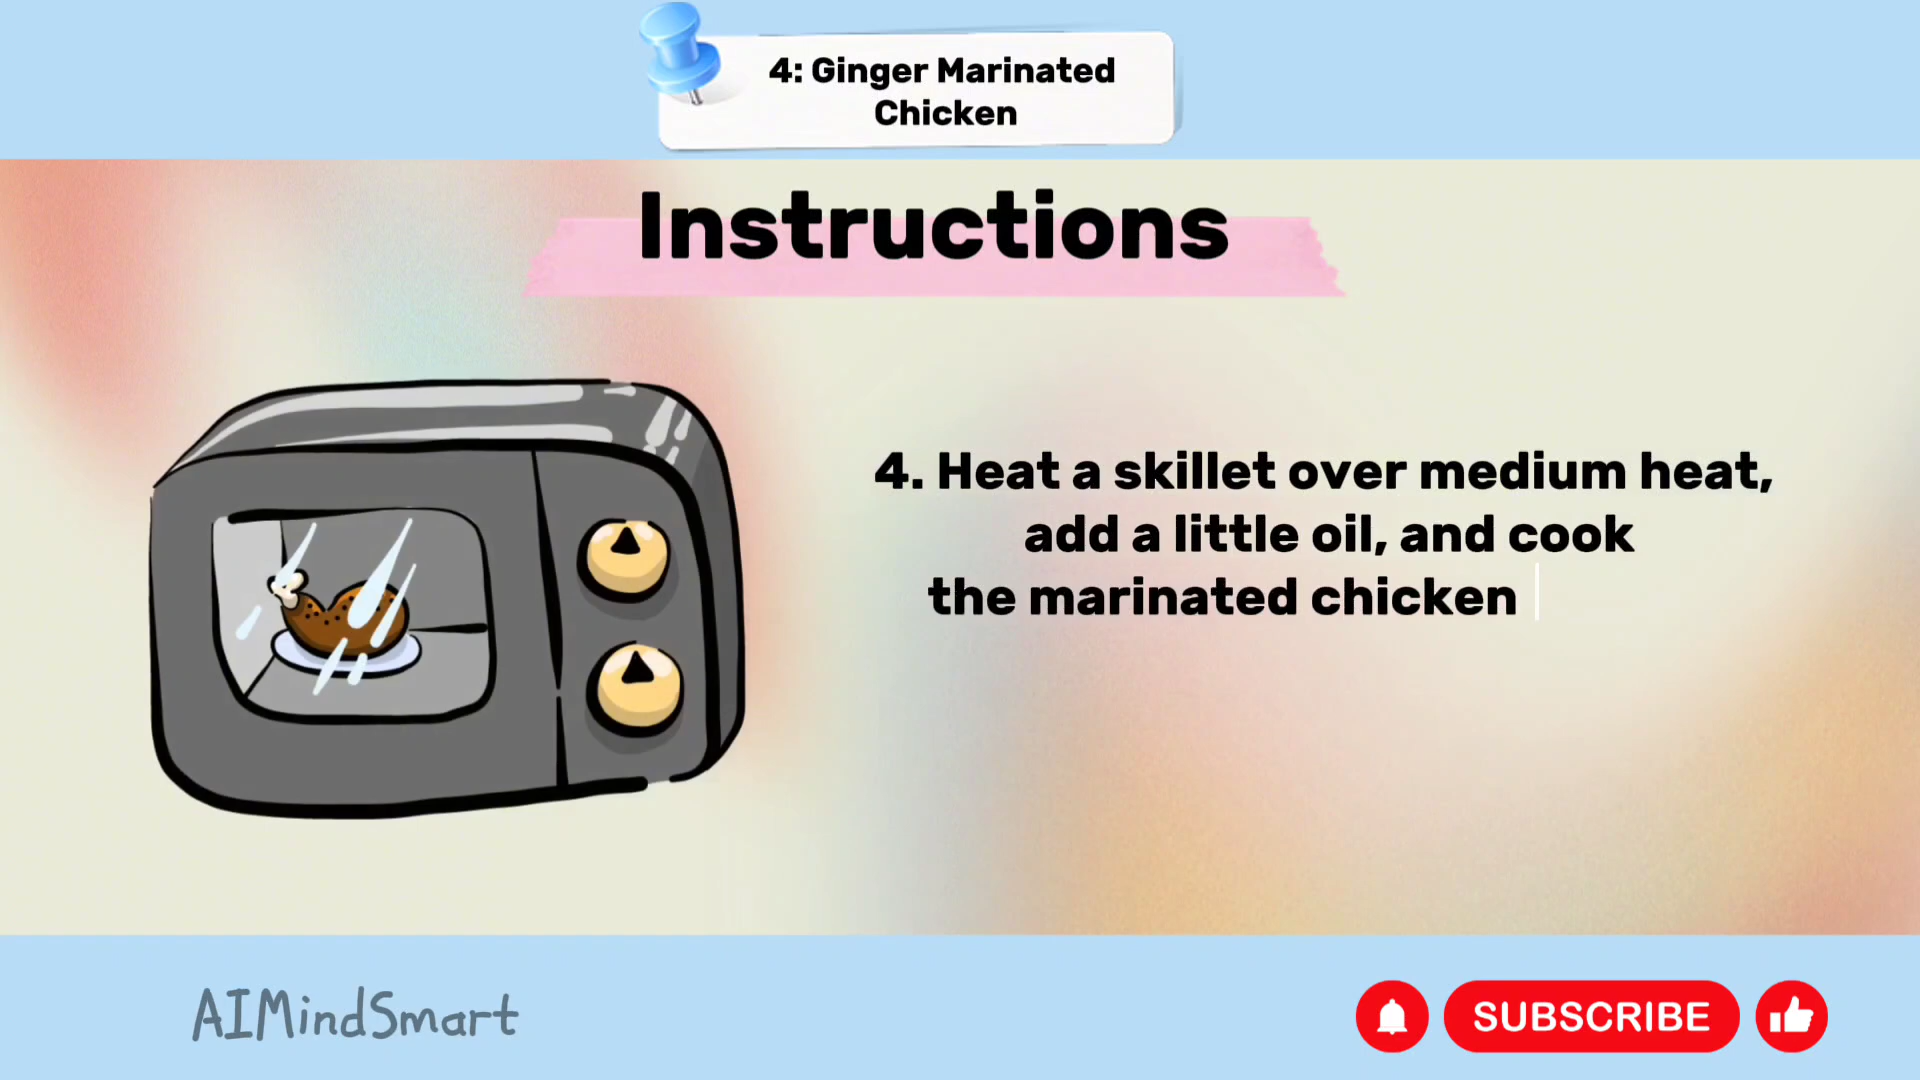 4: Ginger Marinated
Chicken
Instructions
4. Heat a skillet over medium heat,
add a little oil, and cook
the marinated chicken
AIMindSmart
SUBSCRIBE